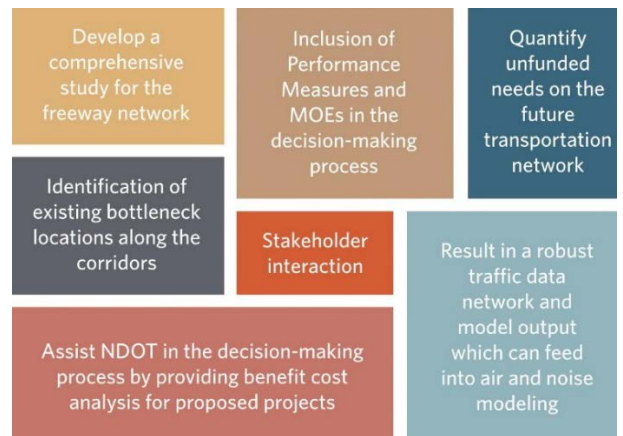 Develop a
comprehensive
study for the
freeway network
Inclusion of
Performance
Measures and
MOEs in the
decision-making
process
Quantify
unfunded
needs on the
future
transportation
network
Identification of
existing bottleneck
locations along the
corridors
Stakeholder
interaction
Result in a robust
traffic data
network and
model output
which can feed
into air and noise
modeling
Assist NDOT in the decision-making
process by providing benefit cost
analysis for proposed projects